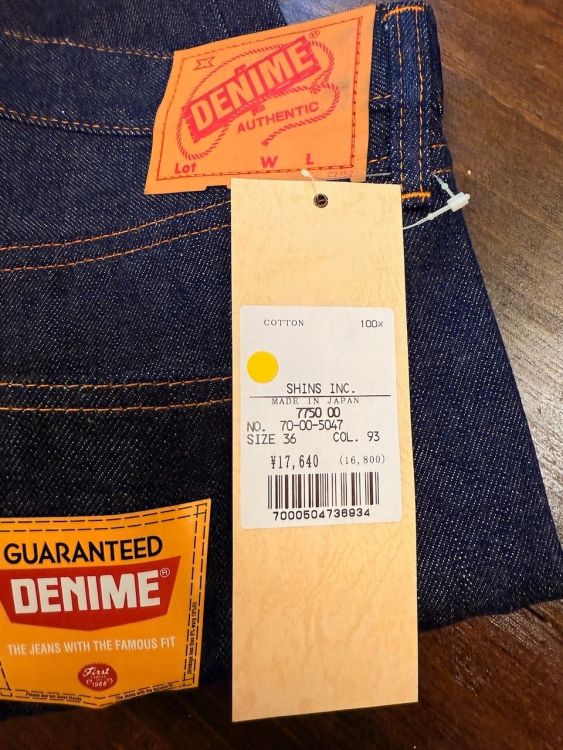 DENIME®
AUTHENTIC
Lot W L
COTTON 100%
SHINS INC.
MADE IN JAPAN
7750 00
NO. 70-00-5047
SIZE 36 COL. 93
¥17,640 (16,800)
7000504736934
GUARANTEED
DENIME®
THE JEANS WITH THE FAMOUS FIT
First